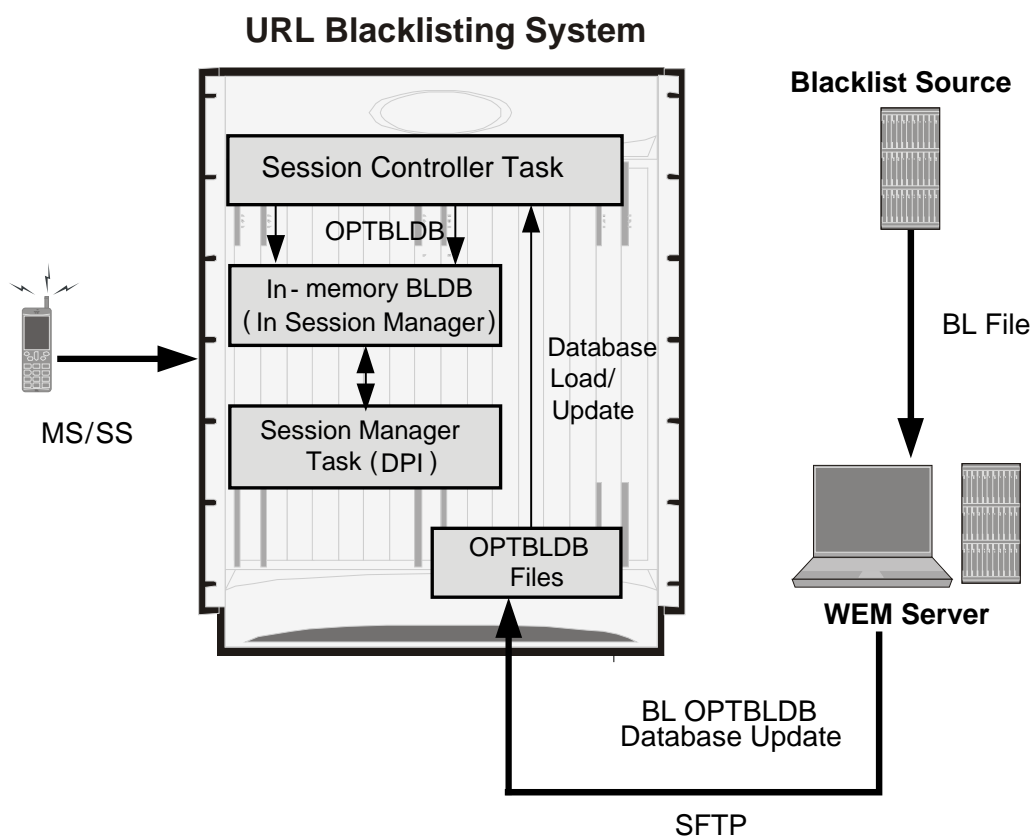 URL Blacklisting System
Blacklist Source
Session Controller Task
OPTBLDB
In- memory BLDB
(In Session Manager)
BL File
Database
Load/
Update
MS/SS
Session Manager
Task (DPI)
OPTBLDB
Files
WEM Server
BL OPTBLDB
Database Update
SFTP